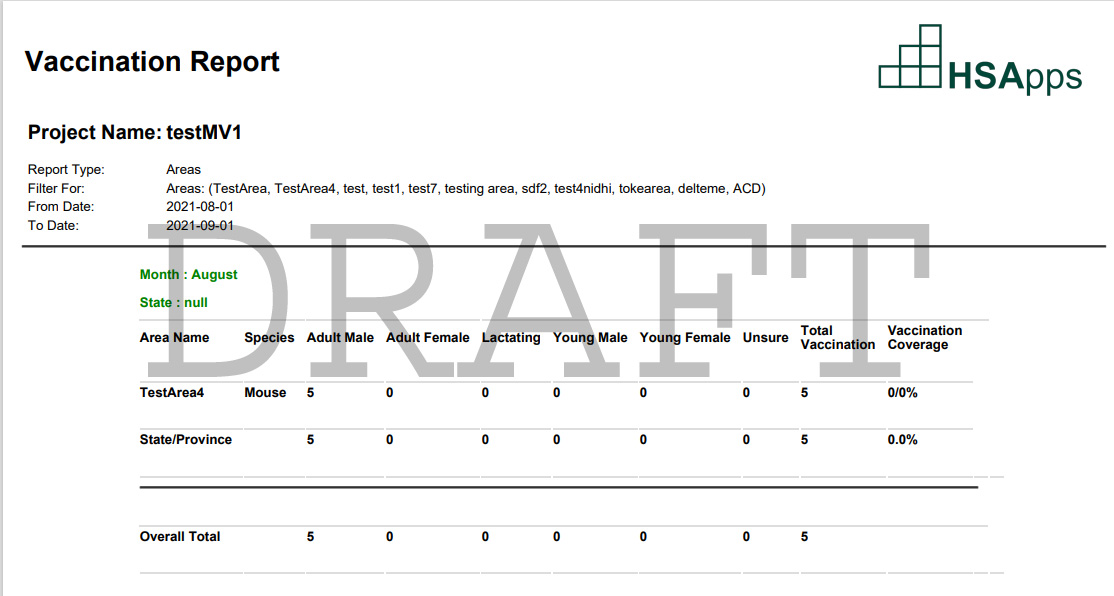 Vaccination Report
HSApps
Project Name: testMV1
Report Type: Areas
Filter For: Areas: (TestArea, TestArea4, test, test1, test7, testing area, sdf2, test4nidhi, tokearea, delteme, ACD)
From Date: 2021-08-01
To Date: 2021-09-01
DRAFT
Month : August
State : null
Area Name Species Adult Male Adult Female Lactating Young Male Young Female Unsure Total Vaccination Vaccination Coverage
TestArea4 Mouse 5 0 0 0 0 0 5 0/0%
State/Province 5 0 0 0 0 0 5 0.0%
Overall Total 5 0 0 0 0 0 5